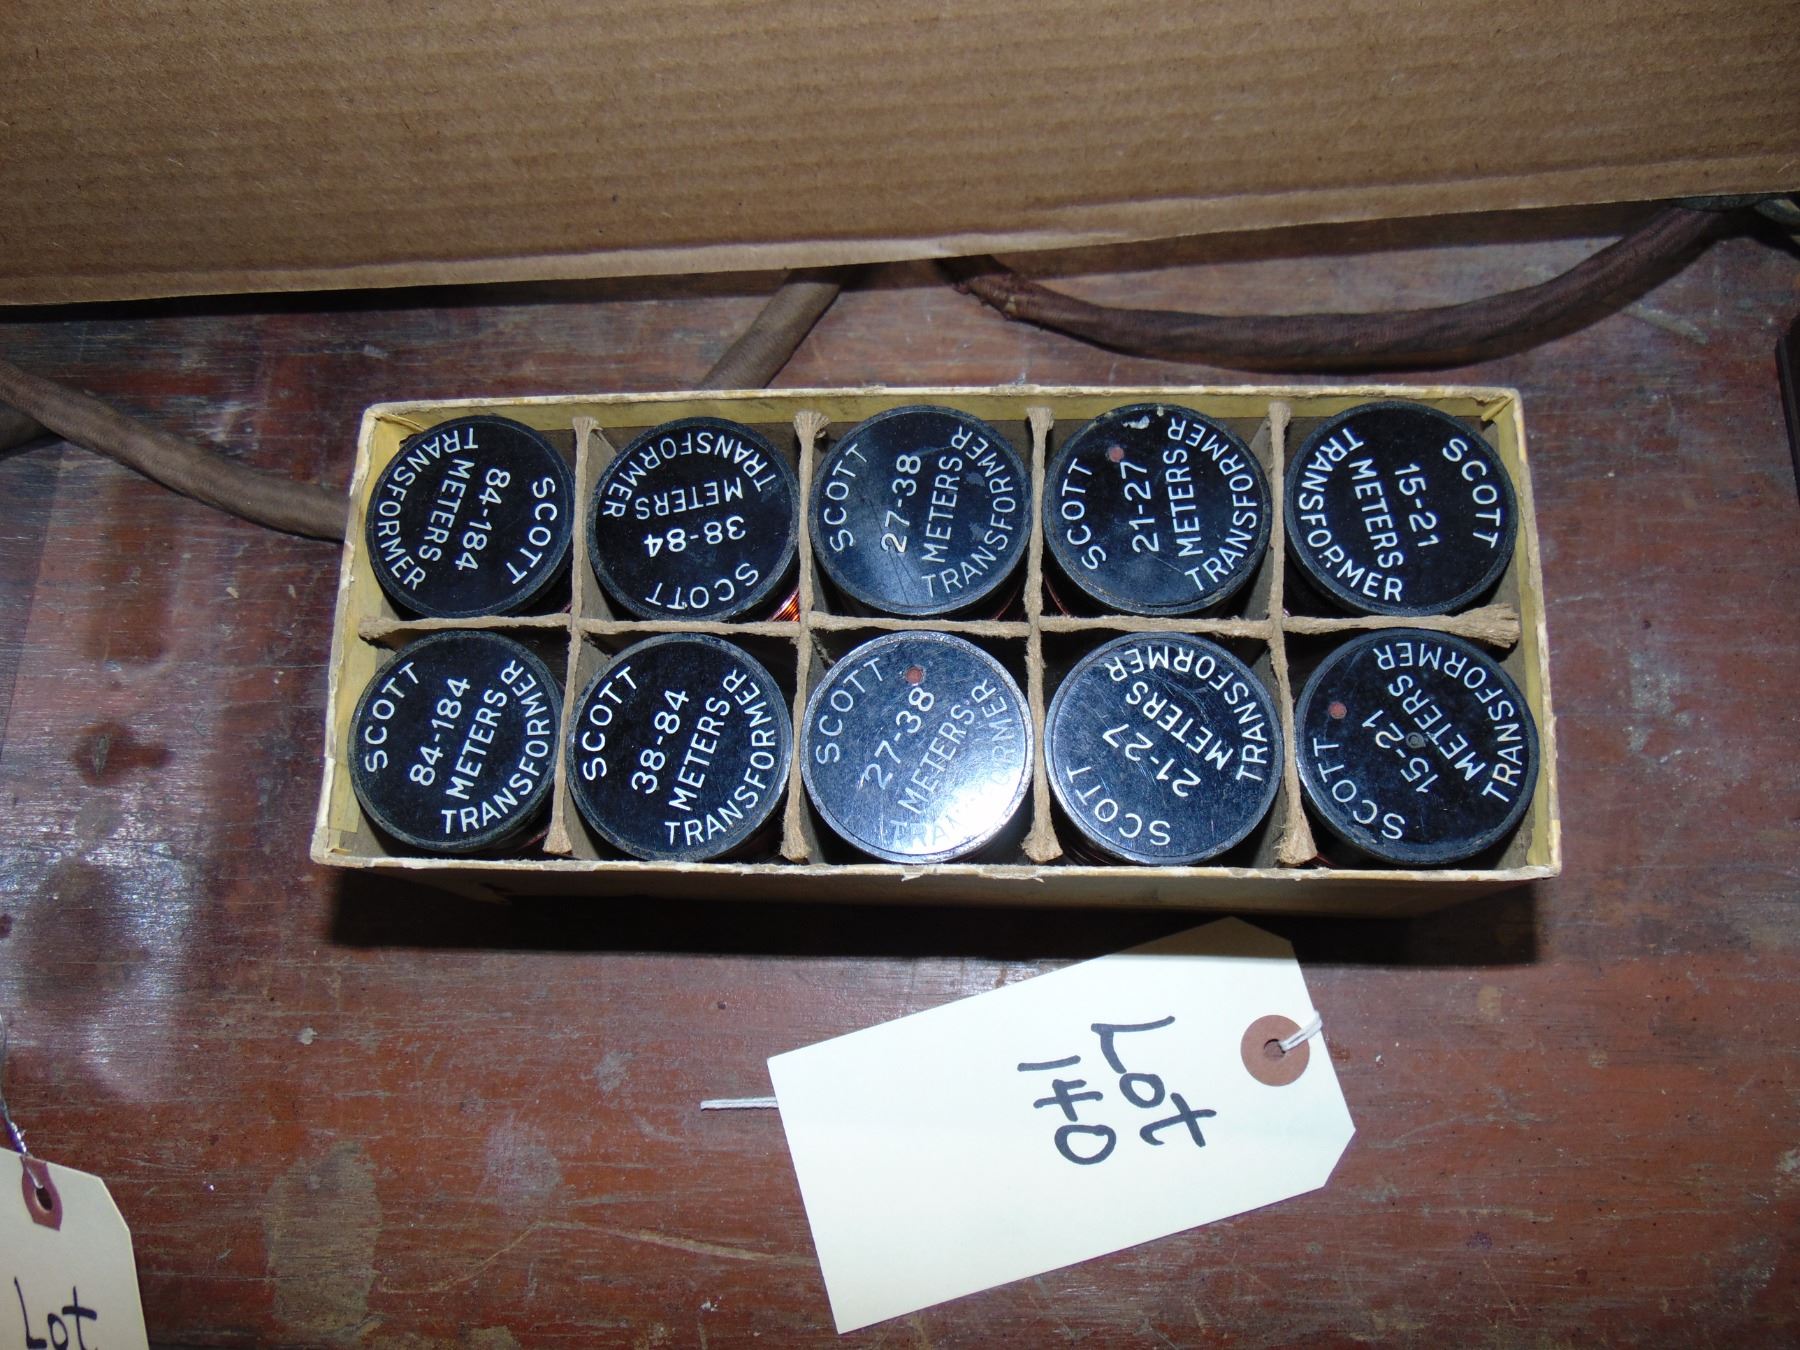 SCOTT
84-184
METERS
TRANSFORMER
SCOTT
38-84
METERS
TRANSFORMER
SCOTT
27-38
METERS
TRANSFORMER
SCOTT
21-27
METERS
TRANSFORMER
SCOTT
15-21
METERS
TRANSFORMER
SCOTT
84-184
METERS
TRANSFORMER
SCOTT
38-84
METERS
TRANSFORMER
SCOTT
27-38
METERS
TRANSFORMER
SCOTT
21-27
METERS
TRANSFORMER
SCOTT
15-21
METERS
TRANSFORMER
Lot
140
Lot